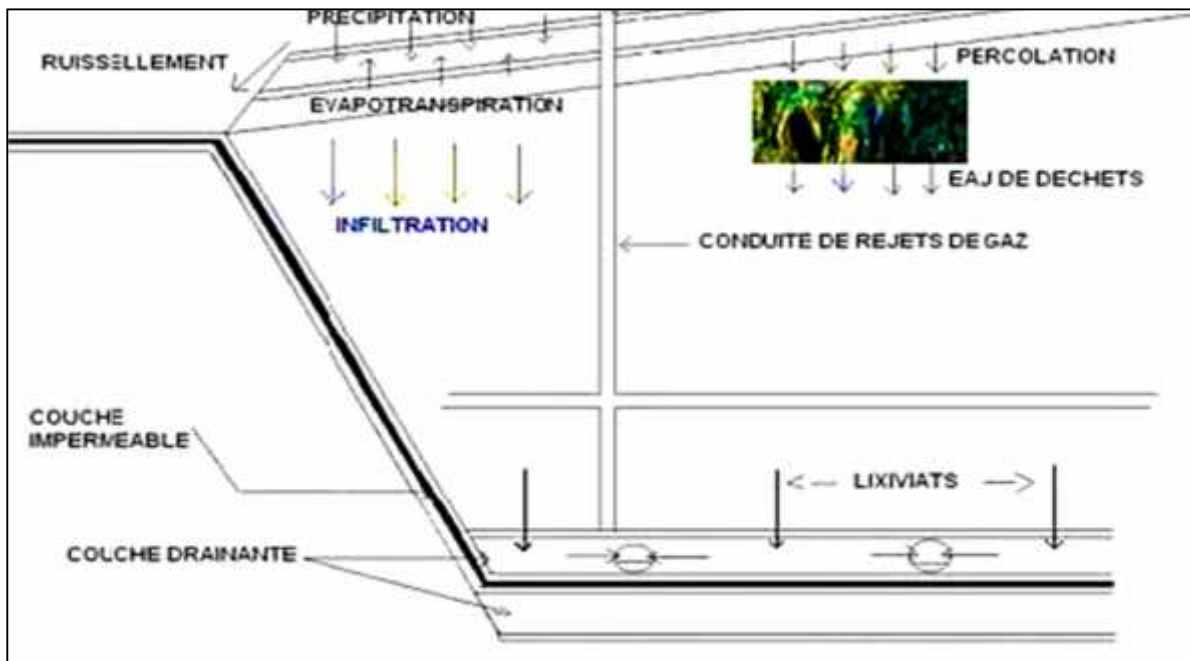 PRECIPITATION
RUISSELLEMENT
PERCOLATION
EVAPOTRANSPIRATION
EAJ DE DECHETS
INFILTRATION
CONDUITE DE REJETS DE GAZ
COUCHE
IMPERMEABLE
LIXIVIATS
COLCHE DRAINANTE